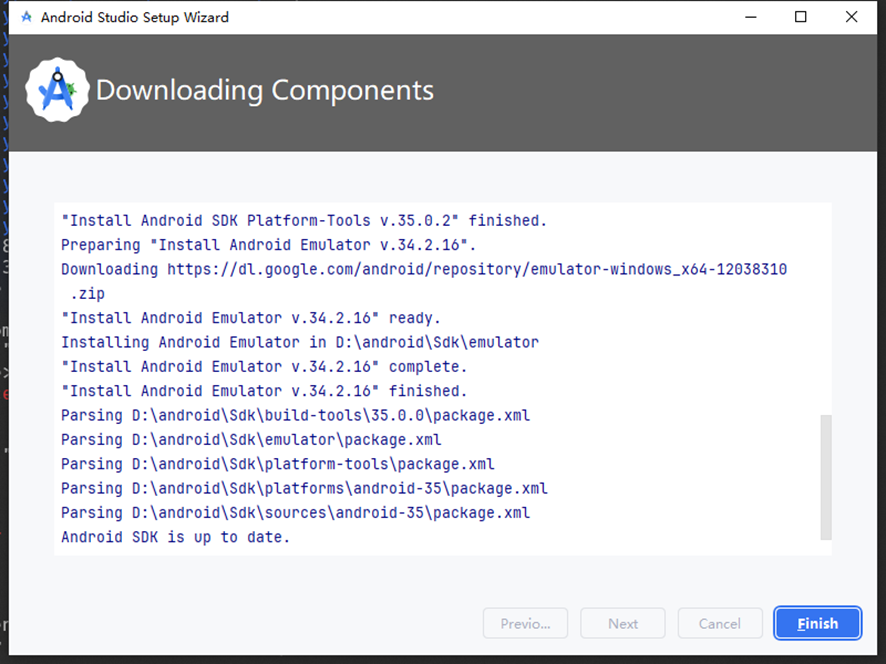 Android Studio Setup Wizard
Downloading Components
"Install Android SDK Platform-Tools v.35.0.2" finished.
Preparing "Install Android Emulator v.34.2.16".
Downloading https://dl.google.com/android/repository/emulator-windows_x64-12038310
.zip
"Install Android Emulator v.34.2.16" ready.
Installing Android Emulator in D:\android\Sdk\emulator
"Install Android Emulator v.34.2.16" complete.
"Install Android Emulator v.34.2.16" finished.
Parsing D:\android\Sdk\build-tools\35.0.0\package.xml
Parsing D:\android\Sdk\emulator\package.xml
Parsing D:\android\Sdk\platform-tools\package.xml
Parsing D:\android\Sdk\platforms\android-35\package.xml
Parsing D:\android\Sdk\sources\android-35\package.xml
Android SDK is up to date.
Previo... Next Cancel Finish